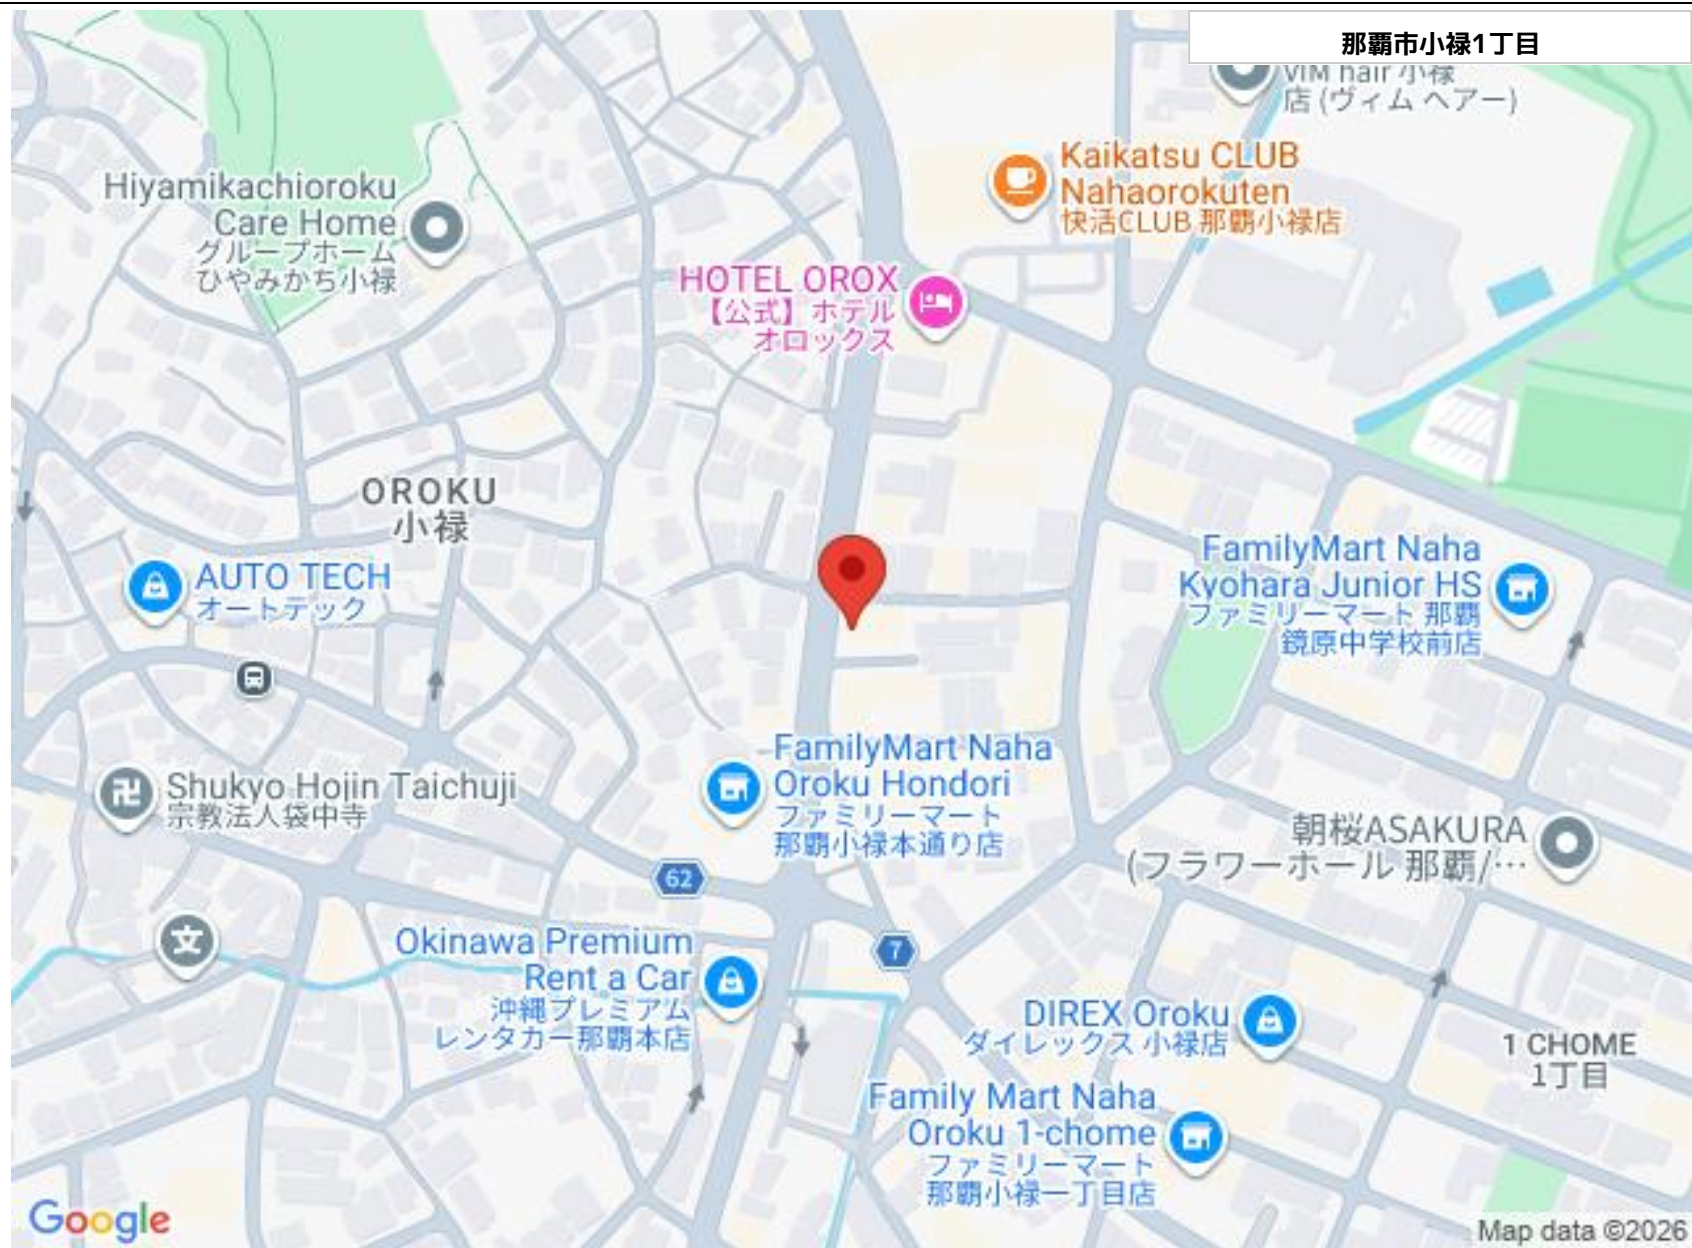 那覇市小禄1丁目
VIM hair 小禄
店 (ヴィム ヘアー)
Kaikatsu CLUB
Nahaorokuten
快活CLUB 那覇小禄店
Hiyamikachioroku
Care Home
グループホーム
ひやみかち小禄
HOTEL OROX
【公式】ホテル
オロックス
OROKU
小禄
AUTO TECH
オートテック
FamilyMart Naha
Kyohara Junior HS
ファミリーマート 那覇
鏡原中学校前店
FamilyMart Naha
Oroku Hondori
ファミリーマート
那覇小禄本通り店
Shukyo Hojin Taichuji
宗教法人袋中寺
卍
朝桜ASAKURA
(フラワーホール 那覇/…
62
文
7
Okinawa Premium
Rent a Car
沖縄プレミアム
レンタカー那覇本店
DIREX Oroku
ダイレックス 小禄店
1 CHOME
1丁目
Family Mart Naha
Oroku 1-chome
ファミリーマート
那覇小禄一丁目店
Google
Map data ©2026